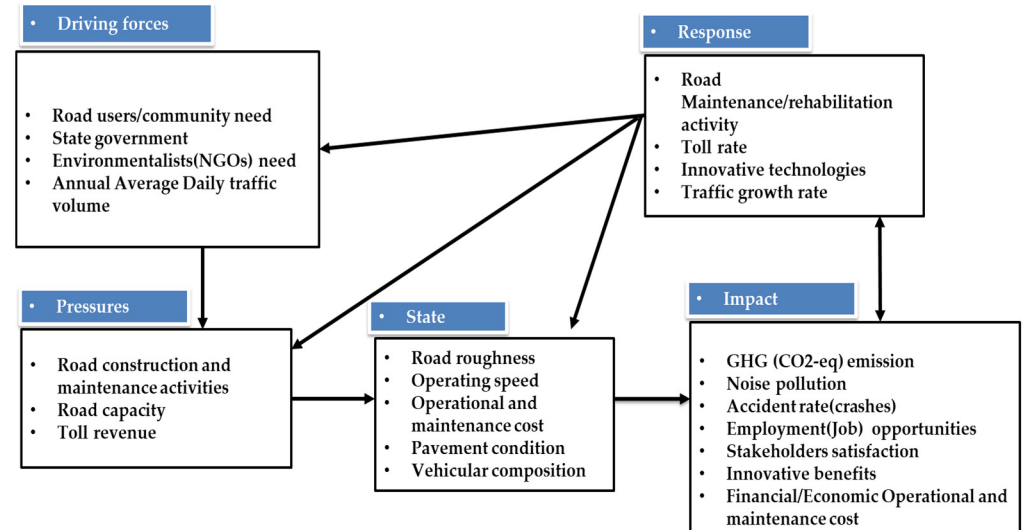 • Driving forces
• Road users/community need
• State government
• Environmentalists(NGOs) need
• Annual Average Daily traffic
volume
• Response
• Road
Maintenance/rehabilitation
activity
• Toll rate
• Innovative technologies
• Traffic growth rate
• Pressures
• Road construction and
maintenance activities
• Road capacity
• Toll revenue
• State
• Road roughness
• Operating speed
• Operational and
maintenance cost
• Pavement condition
• Vehicular composition
• Impact
• GHG (CO2-eq) emission
• Noise pollution
• Accident rate(crashes)
• Employment(Job) opportunities
• Stakeholders satisfaction
• Innovative benefits
• Financial/Economic Operational and
maintenance cost